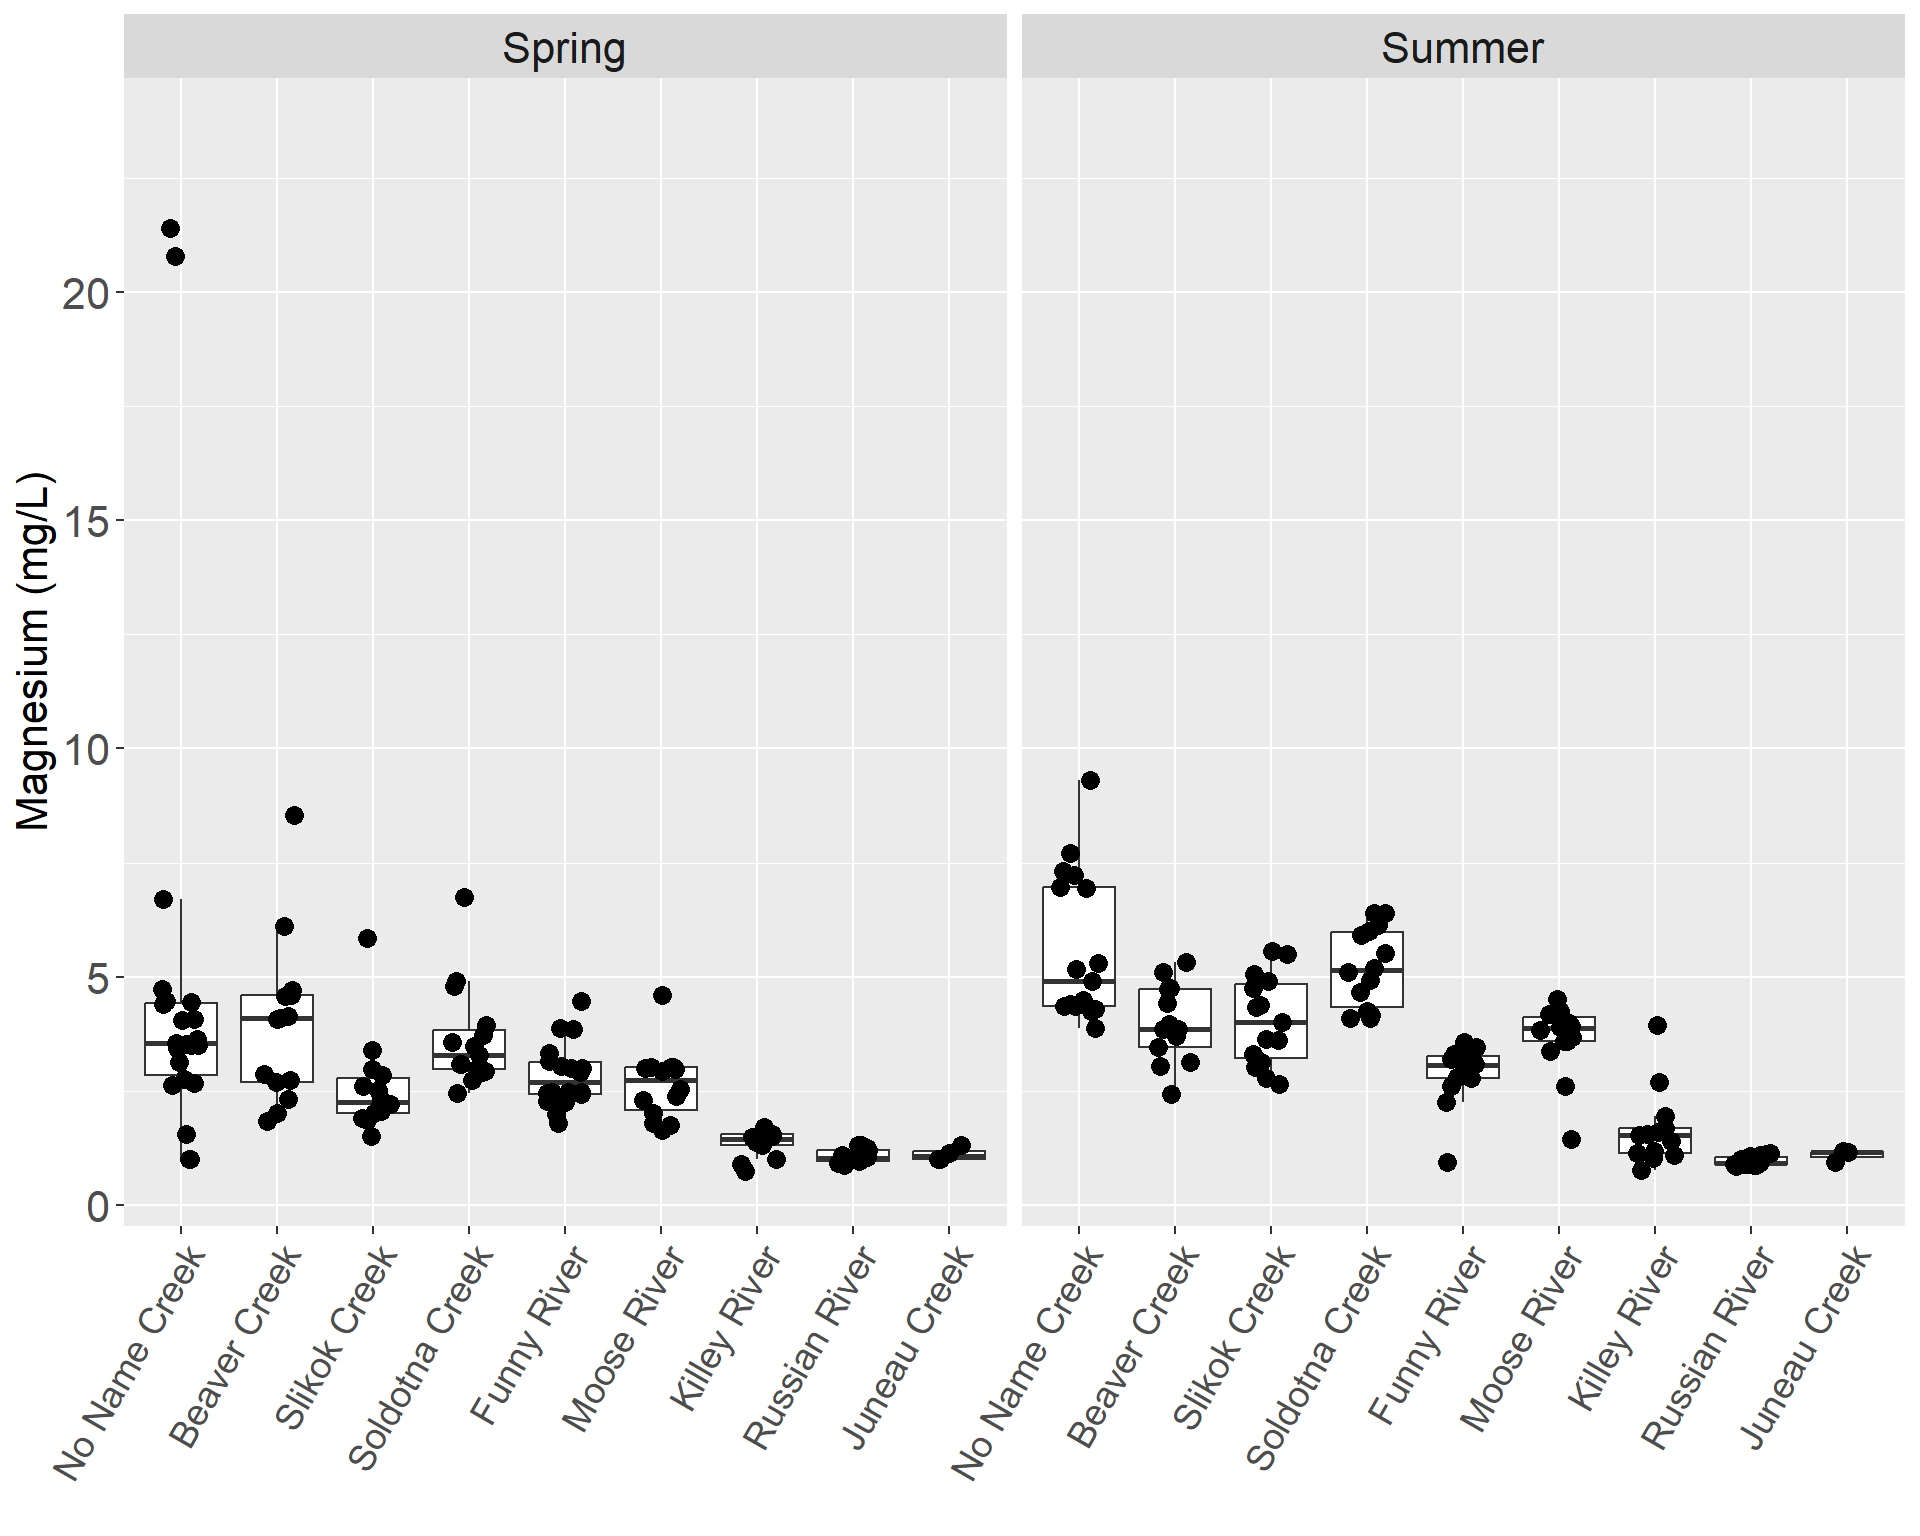 Spring
Summer
Magnesium (mg/L)
20
15
10
5
0
No Name Creek
Beaver Creek
Slikok Creek
Soldotna Creek
Funny River
Moose River
Killey River
Russian River
Juneau Creek
No Name Creek
Beaver Creek
Slikok Creek
Soldotna Creek
Funny River
Moose River
Killey River
Russian River
Juneau Creek